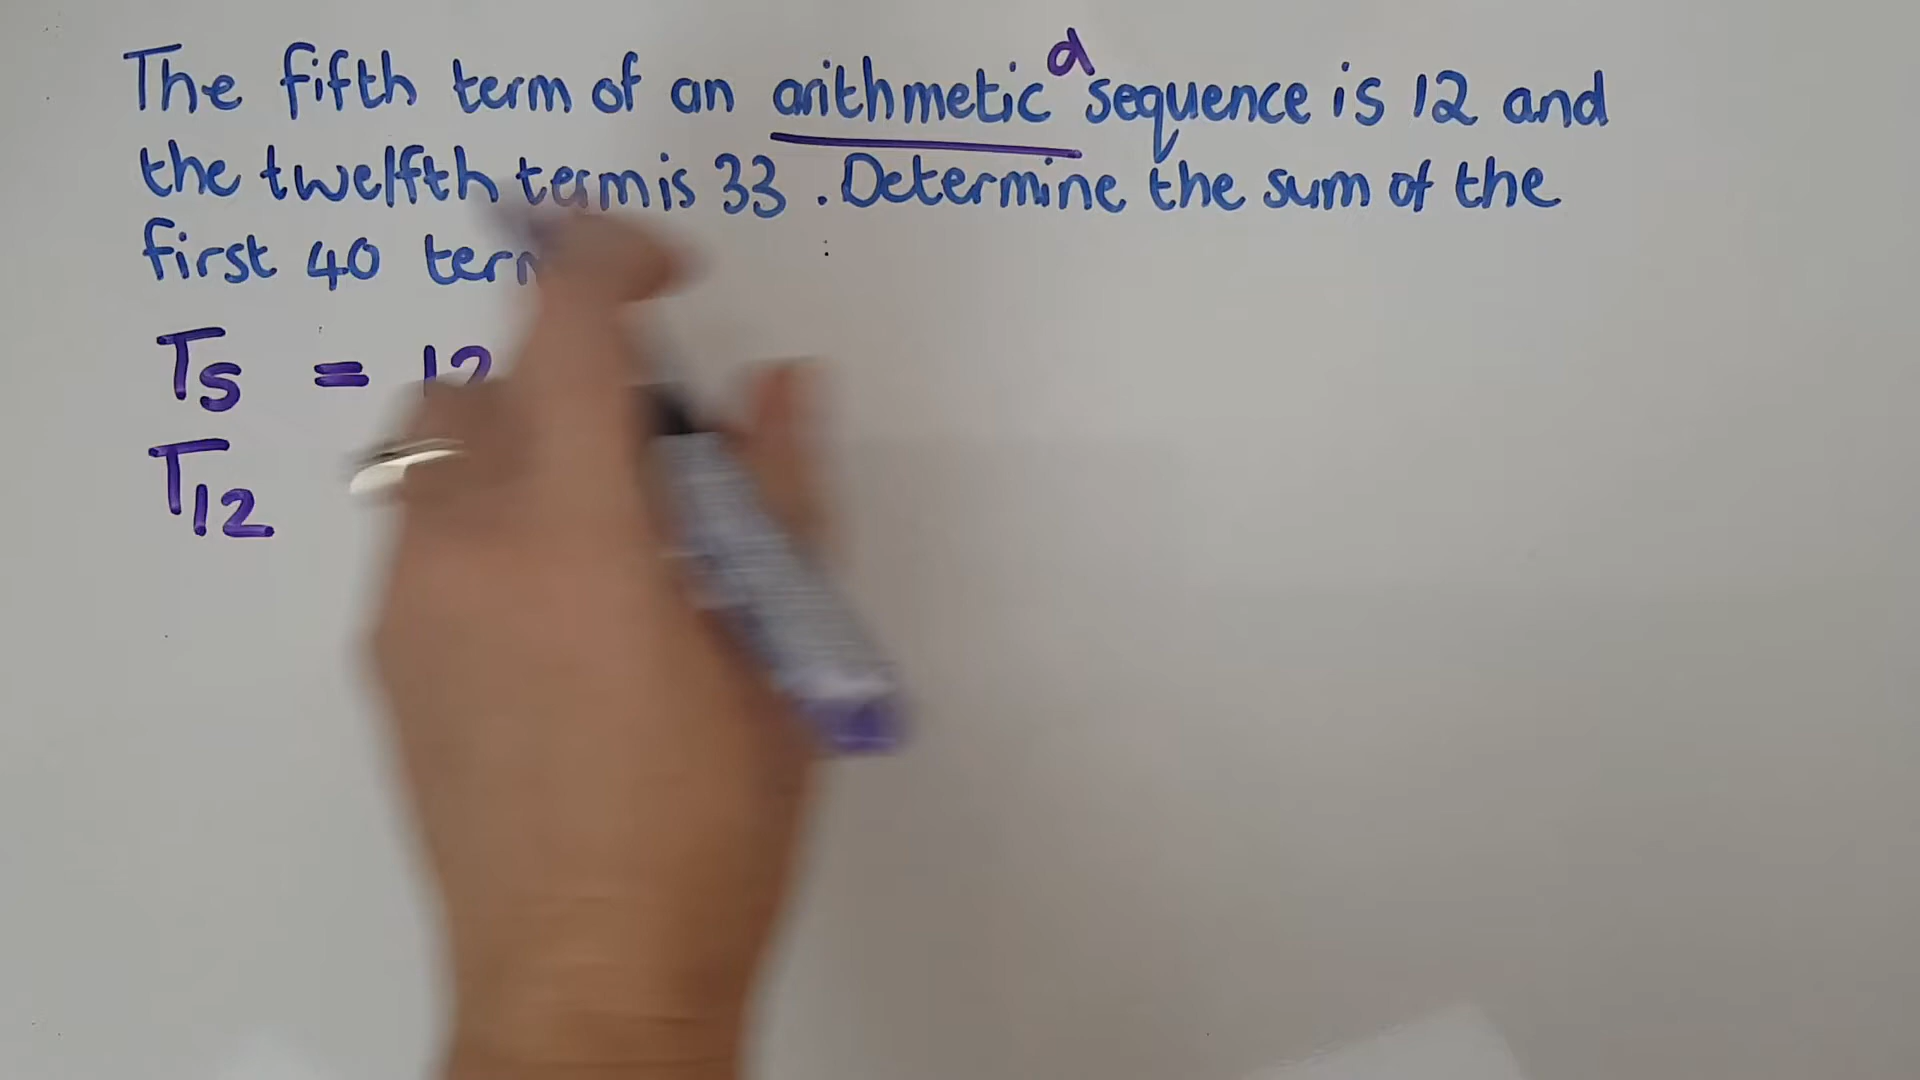 The fifth term of an arithmetic d sequence is 12 and
the twelfth term is 33. Determine the sum of the
first 40
T5 = 12
T12